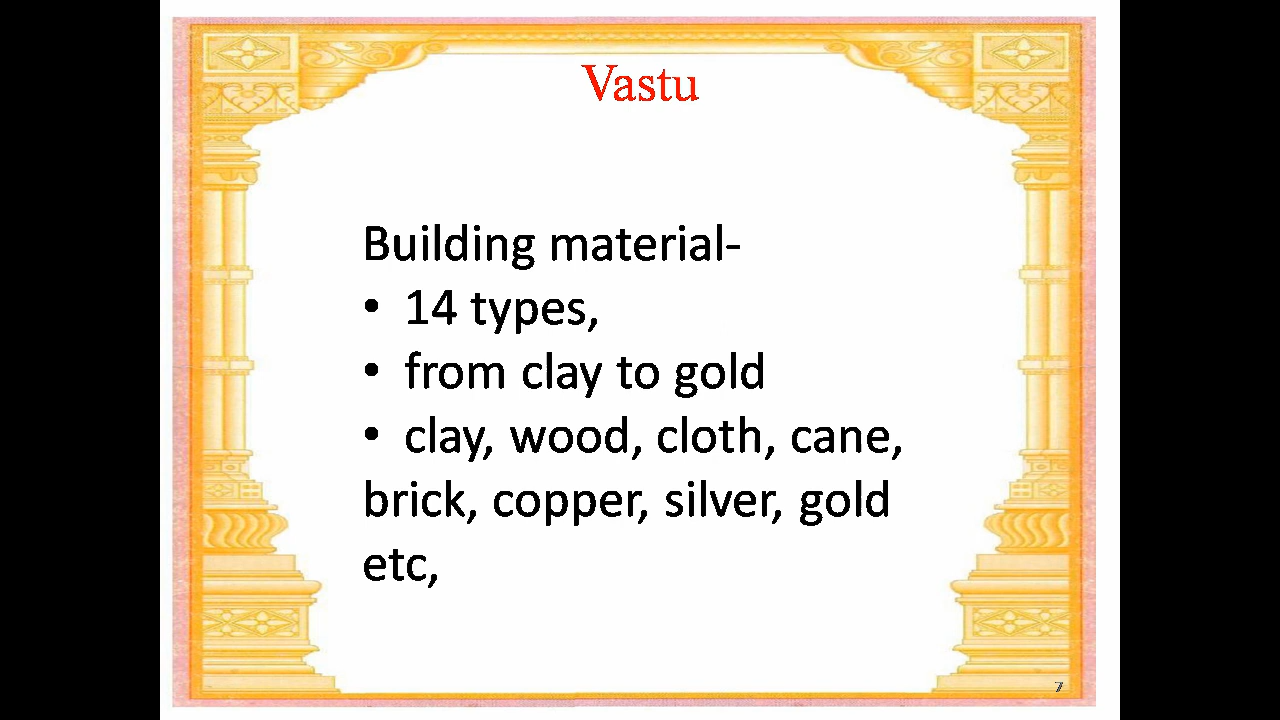 Vastu
Building material-
• 14 types,
• from clay to gold
• clay, wood, cloth, cane,
brick, copper, silver, gold
etc,
7